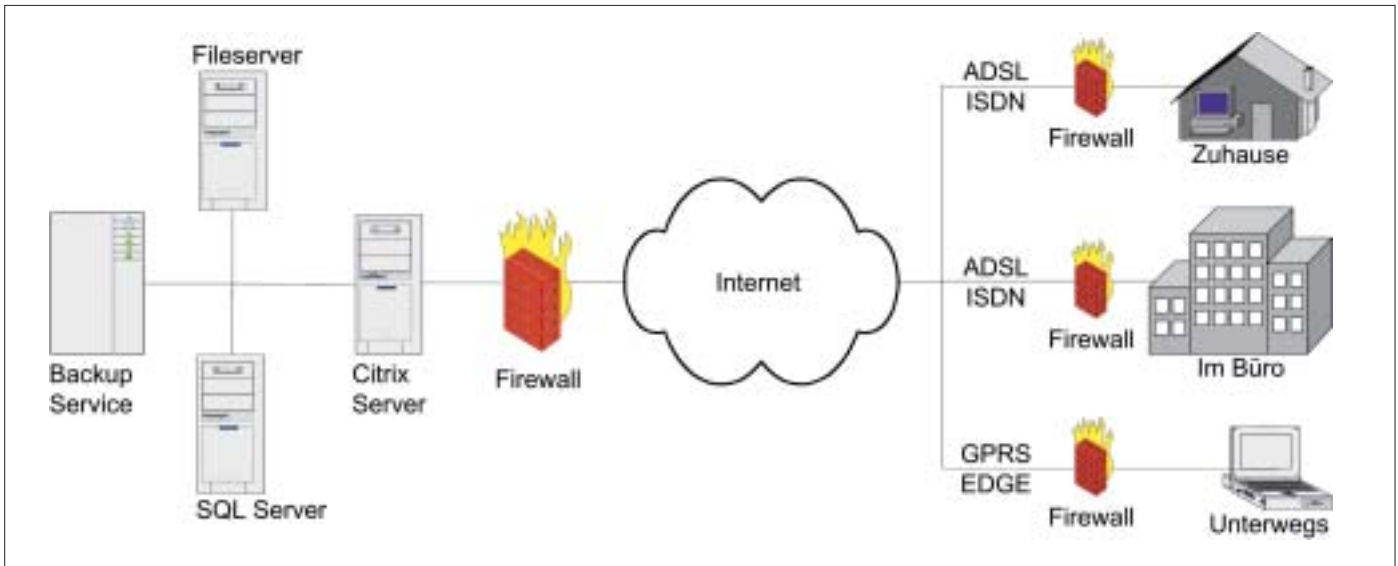 Fileserver
Backup
Service
SQL Server
Citrix
Server
Firewall
Internet
ADSL
ISDN
Firewall
Zuhause
ADSL
ISDN
Firewall
Im Büro
GPRS
EDGE
Firewall
Unterwegs